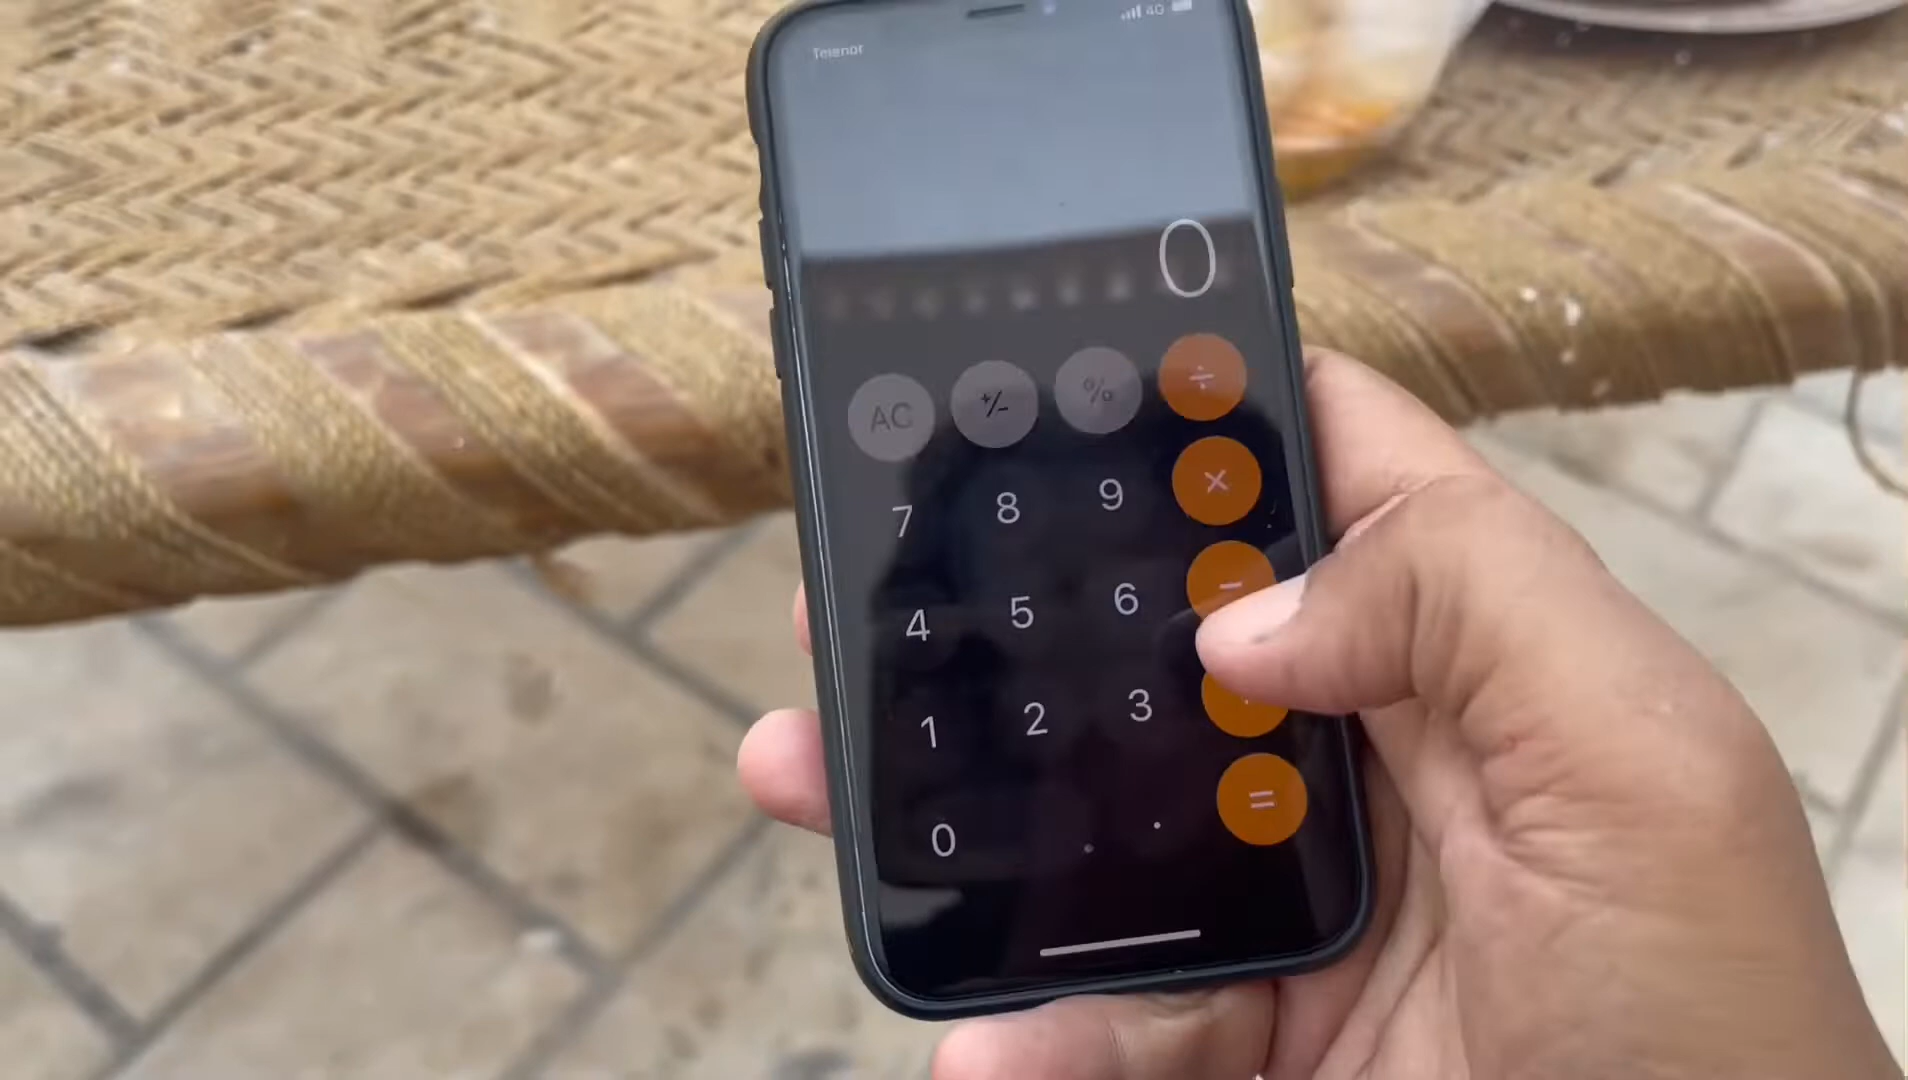 4G
Telenor
0
AC +/- % ÷
7 8 9 ×
4 5 6 −
1 2 3
0 . =